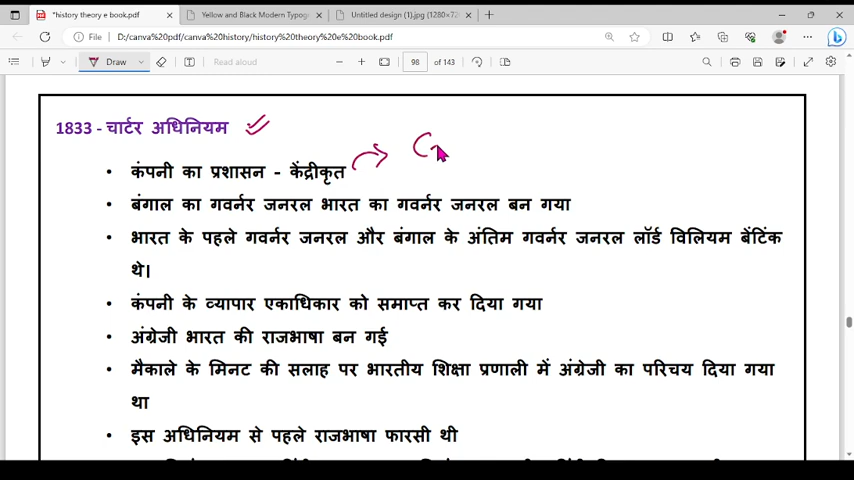 *history theory e book.pdf
Yellow and Black Modern Typogr
Untitled design (1).jpg (1280×72
File
D:/canva%20pdf/canva%20history/history%20theory%20e%20book.pdf
Draw
Read aloud
98
of 143
1833 - चार्टर अधिनियम
• कंपनी का प्रशासन - केंद्रीकृत
• बंगाल का गवर्नर जनरल भारत का गवर्नर जनरल बन गया
• भारत के पहले गवर्नर जनरल और बंगाल के अंतिम गवर्नर जनरल लॉर्ड विलियम बेंटिंक
थे।
• कंपनी के व्यापार एकाधिकार को समाप्त कर दिया गया
• अंग्रेजी भारत की राजभाषा बन गई
• मैकाले के मिनट की सलाह पर भारतीय शिक्षा प्रणाली में अंग्रेजी का परिचय दिया गया
था
• इस अधिनियम से पहले राजभाषा फारसी थी